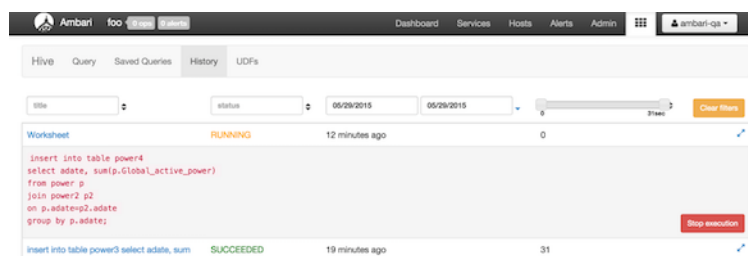 Ambari foo 0 ops 0 alerts Dashboard Services Hosts Alerts Admin ambari-qa
Hive Query Saved Queries History UDFs
title status 05/29/2015 05/29/2015 0 31sec Clear filters
Worksheet RUNNING 12 minutes ago 0
insert into table power4
select adate, sum(p.Global_active_power)
from power p
join power2 p2
on p.adate=p2.adate
group by p.adate;
Stop execution
insert into table power3 select adate, sum SUCCEEDED 19 minutes ago 31